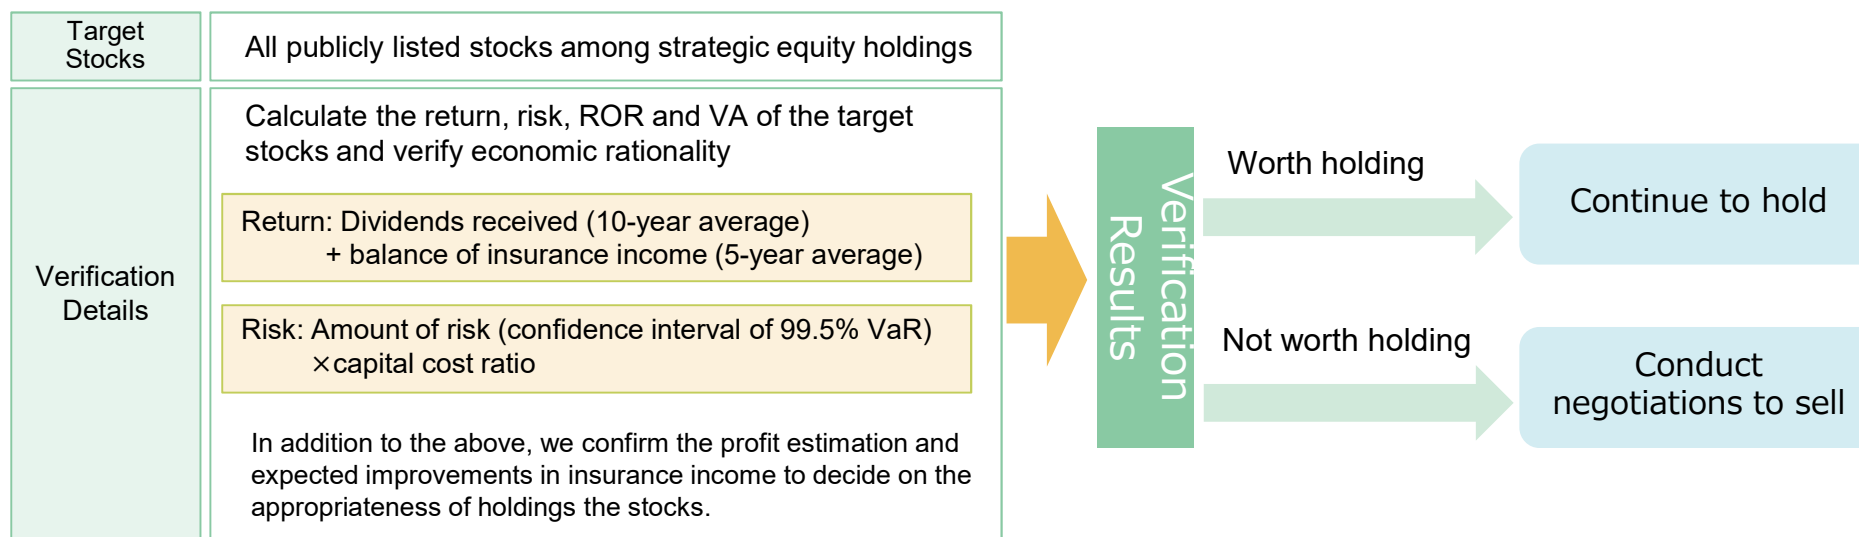 Target
Stocks
All publicly listed stocks among strategic equity holdings
Verification
Details
Calculate the return, risk, ROR and VA of the target
stocks and verify economic rationality
Return: Dividends received (10-year average)
+ balance of insurance income (5-year average)
Risk: Amount of risk (confidence interval of 99.5% VaR)
×capital cost ratio
In addition to the above, we confirm the profit estimation and
expected improvements in insurance income to decide on the
appropriateness of holdings the stocks.
Verification
Results
Worth holding
Continue to hold
Not worth holding
Conduct
negotiations to sell